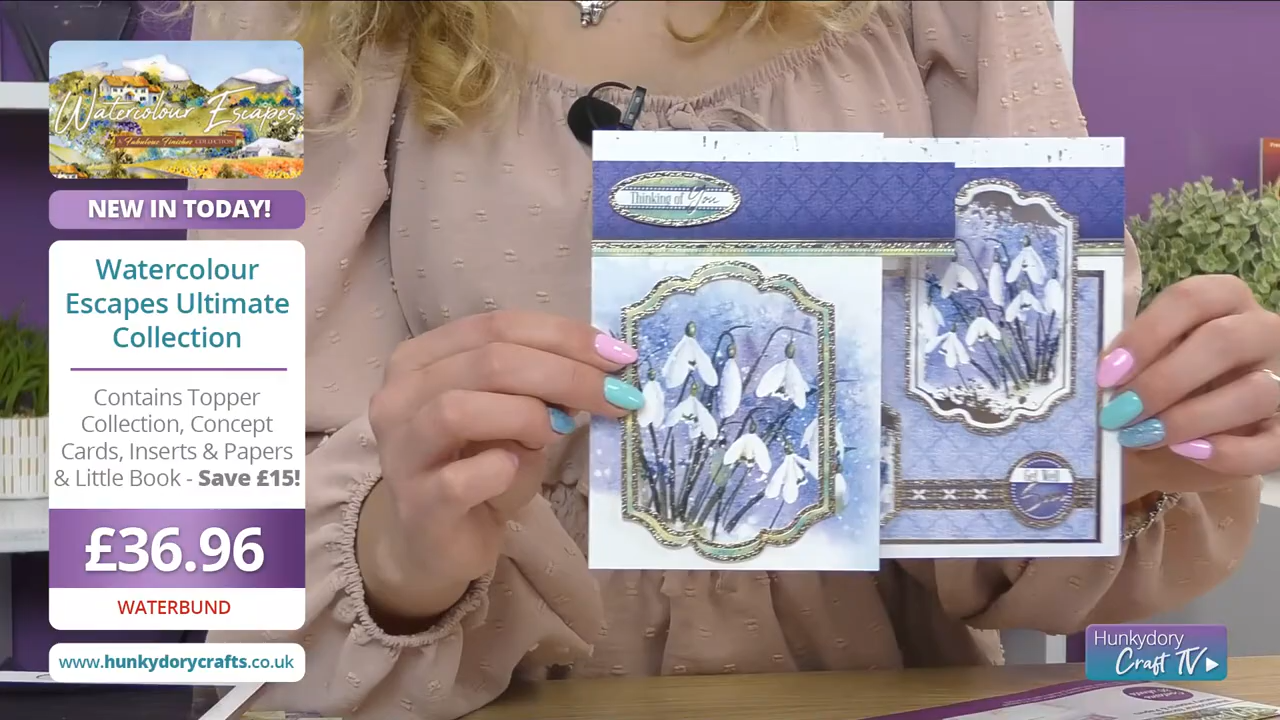 Watercolour Escapes
A Fabulous Finishes COLLECTION
NEW IN TODAY!
Watercolour
Escapes Ultimate
Collection
Contains Topper
Collection, Concept
Cards, Inserts & Papers
& Little Book - Save £15!
£36.96
WATERBUND
www.hunkydorycrafts.co.uk
Thinking of You
Get Well
Hunkydory
Craft TV